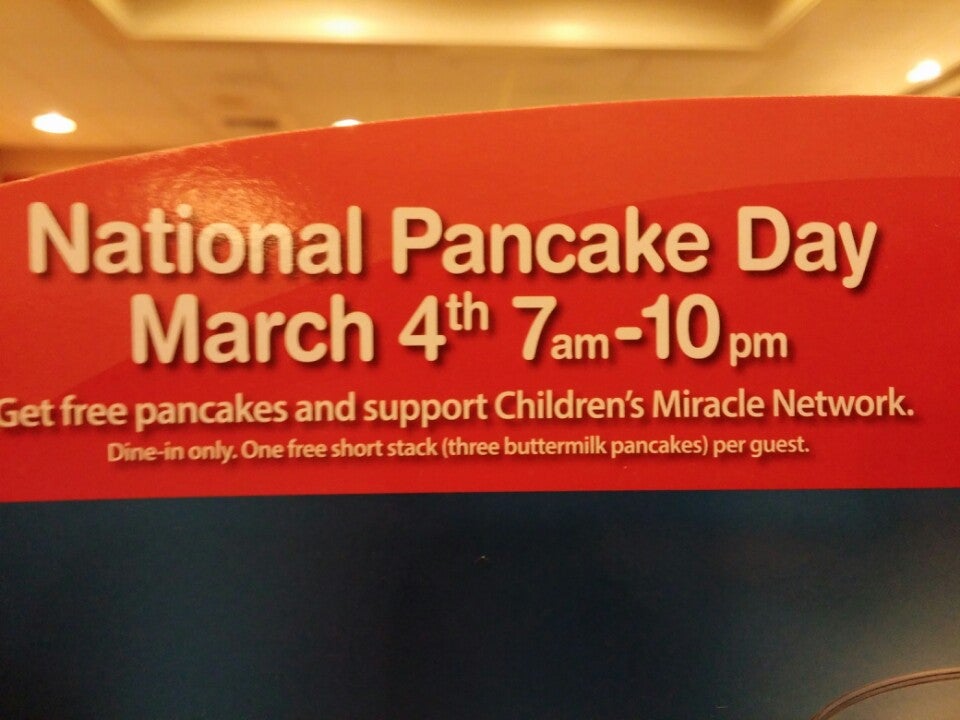 National Pancake Day
March 4th 7am-10pm
Get free pancakes and support Children's Miracle Network.
Dine-in only. One free short stack (three buttermilk pancakes) per guest.